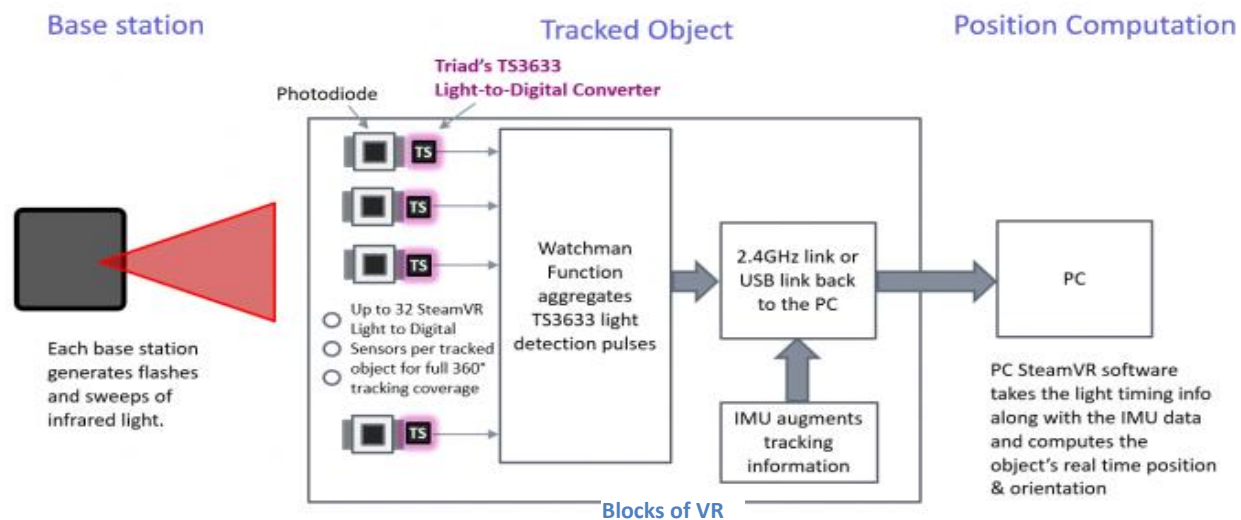 Base station
Tracked Object
Position Computation
Triad's TS3633
Light-to-Digital Converter
Photodiode
TS
TS
TS
TS
Up to 32 SteamVR
Light to Digital
Sensors per tracked
object for full 360°
tracking coverage
Watchman
Function
aggregates
TS3633 light
detection pulses
2.4GHz link or
USB link back
to the PC
IMU augments
tracking
information
PC
Each base station
generates flashes
and sweeps of
infrared light.
PC SteamVR software
takes the light timing info
along with the IMU data
and computes the
object's real time position
& orientation
Blocks of VR